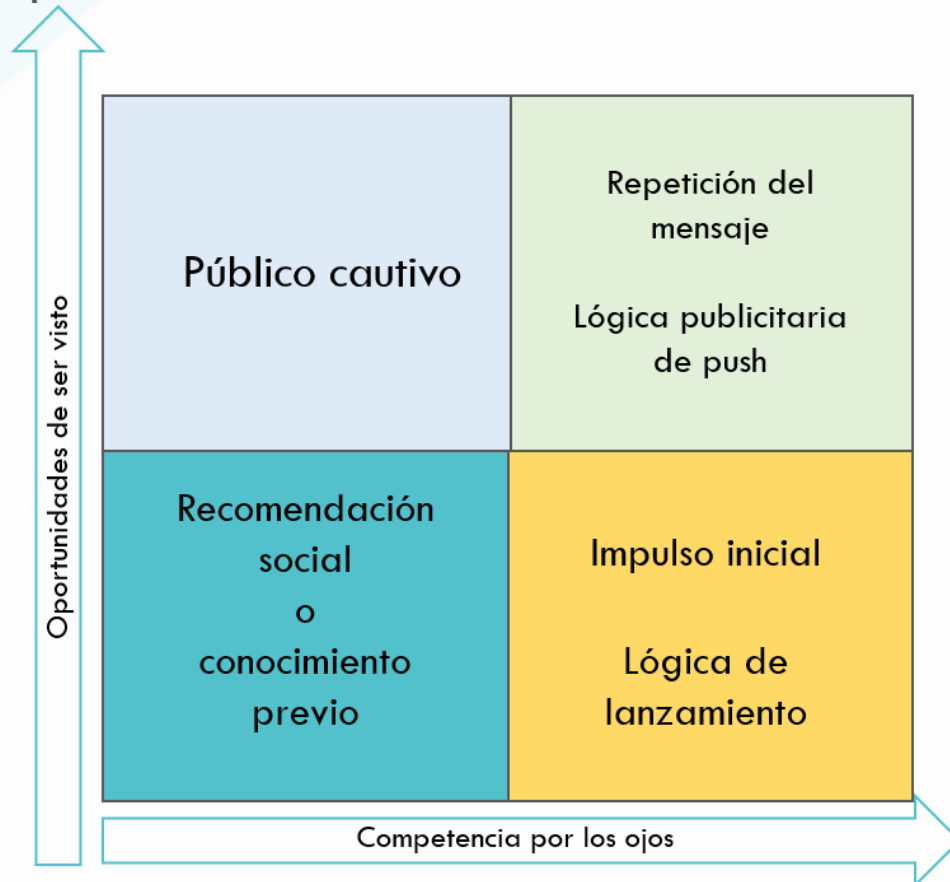 Oportunidades de ser visto
Público cautivo
Repetición del
mensaje
Lógica publicitaria
de push
Recomendación
social
o
conocimiento
previo
Impulso inicial
Lógica de
lanzamiento
Competencia por los ojos